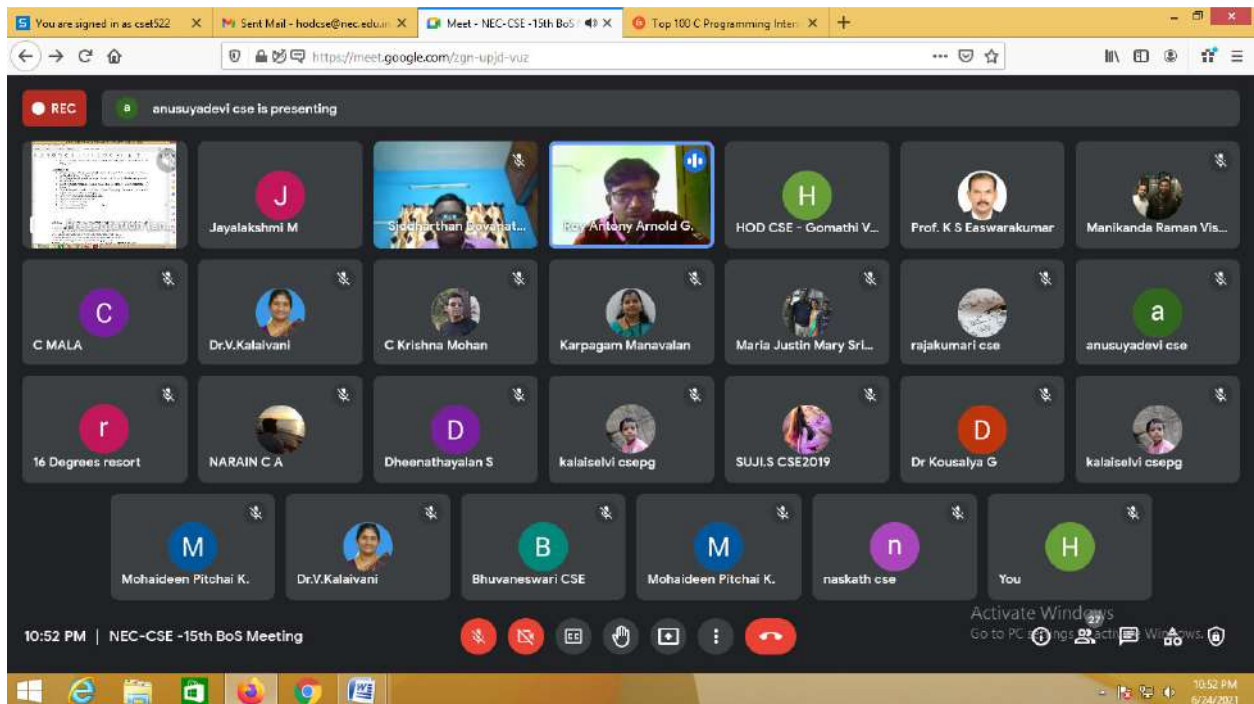 You are signed in as cset522
Sent Mail - hodcse@nec.edu.in
Meet - NEC-CSE -15th BoS
Top 100 C Programming Inter
https://meet.google.com/zgn-upjd-vuz
REC
a
anusuyadevi cse is presenting
J
H
Jayalakshmi M
Roy Antony Arnold G.
HOD CSE - Gomathi V...
Prof. K S Easwarakumar
Manikanda Raman Vis...
C
a
C MALA
Dr.V.Kalaivani
C Krishna Mohan
Karpagam Manavalan
Maria Justin Mary Sri...
rajakumari cse
anusuyadevi cse
r
D
D
16 Degrees resort
NARAIN C A
Dheenathayalan S
kalaiselvi csepg
SUJI.S CSE2019
Dr Kousalya G
kalaiselvi csepg
M
B
M
n
H
Mohaideen Pitchai K.
Dr.V.Kalaivani
Bhuvaneswari CSE
Mohaideen Pitchai K.
naskath cse
You
Activate Windows
27
10:52 PM | NEC-CSE -15th BoS Meeting
10:52 PM
6/24/2021